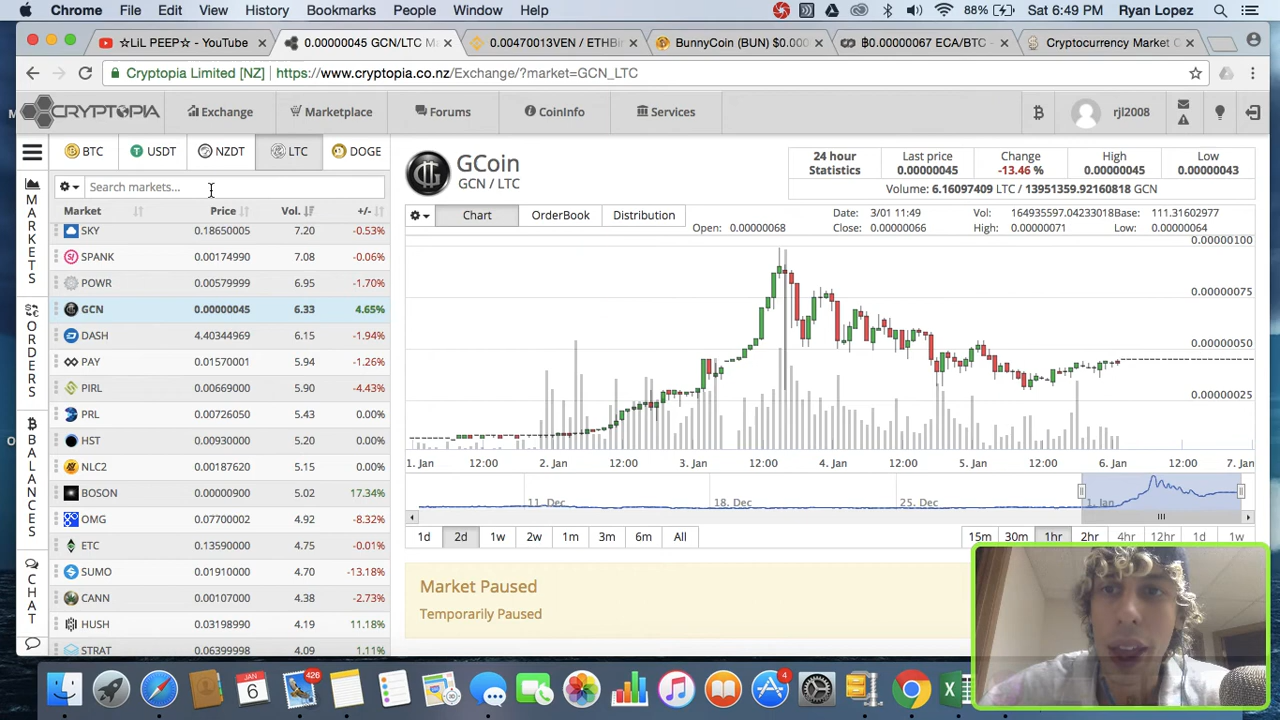 Chrome File Edit View History Bookmarks People Window Help 88% Sat 6:49 PM Ryan Lopez
☆LiL PEEP☆ - YouTube × 0.00000045 GCN/LTC M × 0.00470013VEN / ETHBin × BunnyCoin (BUN) $0.000 × ฿0.00000067 ECA/BTC - × Cryptocurrency Market C ×
Cryptopia Limited [NZ] https://www.cryptopia.co.nz/Exchange/?market=GCN_LTC
CRYPTOPIA Exchange Marketplace Forums CoinInfo Services rjl2008
BTC USDT NZDT LTC DOGE
Search markets...
Market Price Vol. +/-
SKY 0.18650005 7.20 -0.53%
SPANK 0.00174990 7.08 -0.06%
POWR 0.00579999 6.95 -1.70%
GCN 0.00000045 6.33 4.65%
DASH 4.40344969 6.15 -1.94%
PAY 0.01570001 5.94 -1.26%
PIRL 0.00669000 5.90 -4.43%
PRL 0.00726050 5.43 0.00%
HST 0.00930000 5.20 0.00%
NLC2 0.00187620 5.15 0.00%
BOSON 0.00000900 5.02 17.34%
OMG 0.07700002 4.92 -8.32%
ETC 0.13590000 4.75 -0.01%
SUMO 0.01910000 4.70 -13.18%
CANN 0.00107000 4.38 -2.73%
HUSH 0.03198990 4.19 11.18%
STRAT 0.06399998 4.09 .11%
MARKETS
ORDERS
BALANCES
CHAT
GCoin
GCN / LTC
24 hour Statistics
Last price 0.00000045
Change -13.46 %
High 0.00000045
Low 0.00000043
Volume: 6.16097409 LTC / 13951359.92160818 GCN
Chart OrderBook Distribution
Date: 3/01 11:49 Vol: 164935597.04233018Base: 111.31602977
Open: 0.00000068 Close: 0.00000066 High: 0.00000071 Low: 0.00000064
0.00000100
0.00000075
0.00000050
0.00000025
1. Jan 12:00 2. Jan 12:00 3. Jan 12:00 4. Jan 12:00 5. Jan 12:00 6. Jan 12:00 7. Jan
11. Dec 18. Dec 25. Dec 1. Jan
1d 2d 1w 2w 1m 3m 6m All 15m 30m 1hr 2hr 4hr 12hr 1d 1w
Market Paused
Temporarily Paused
JAN 6 428 4